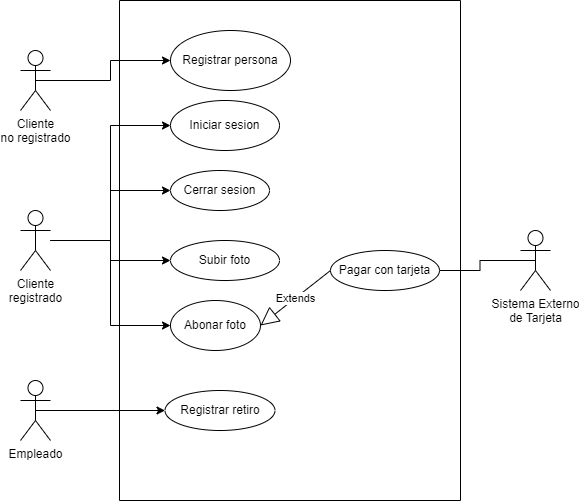 Registrar persona
Cliente
no registrado
Iniciar sesion
Cerrar sesion
Cliente
registrado
Subir foto
Pagar con tarjeta
Sistema Externo
de Tarjeta
Extends
Abonar foto
Registrar retiro
Empleado